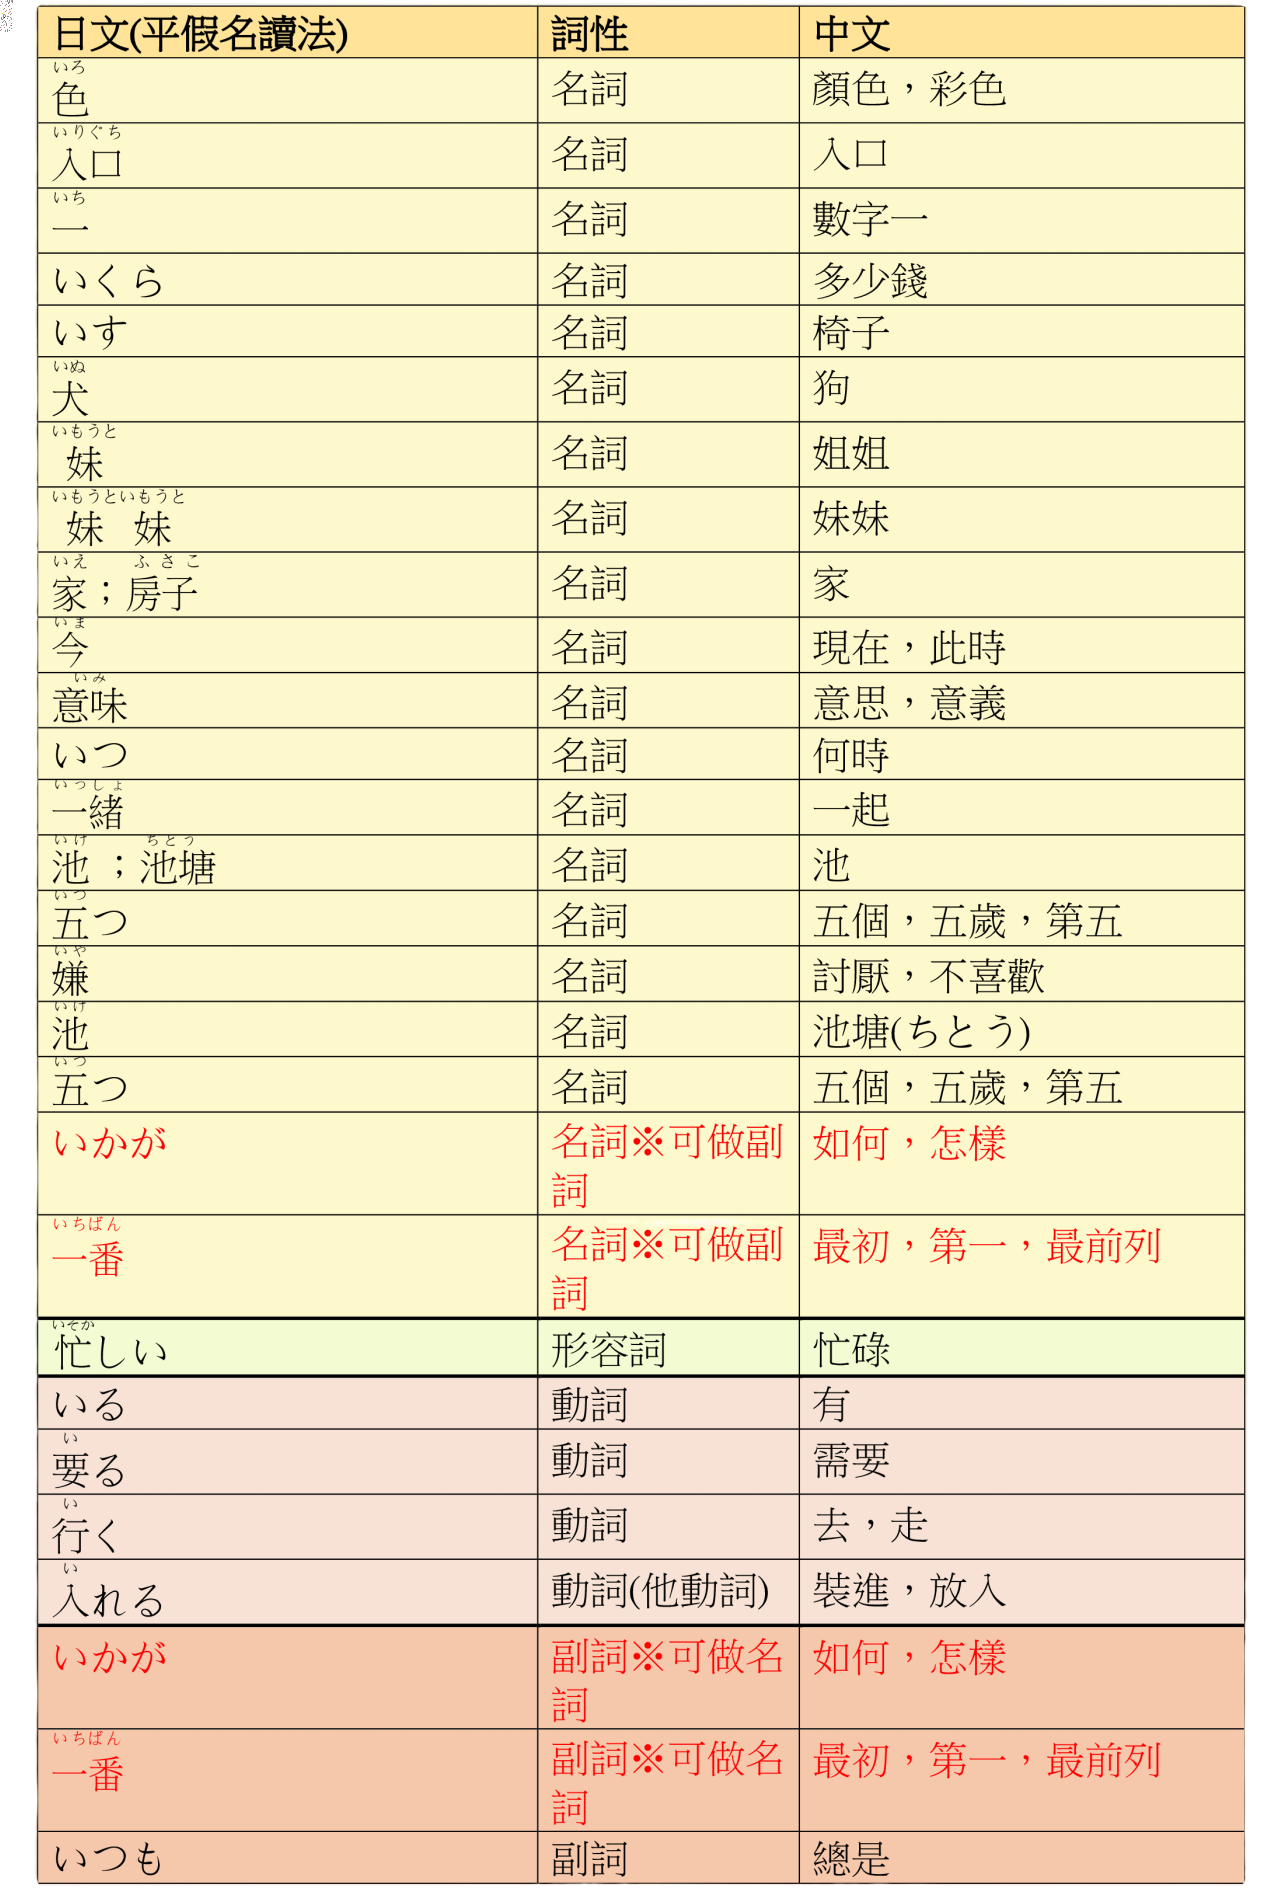 日文(平假名讀法) 詞性 中文
いろ
色 名詞 顏色，彩色
いりぐち
入口 名詞 入口
いち
一 名詞 數字一
いくら 名詞 多少錢
いす 名詞 椅子
いぬ
犬 名詞 狗
いもうと
妹 名詞 姐姐
いもうといもうと
妹 妹 名詞 妹妹
いえ ふさこ
家；房子 名詞 家
いま
今 名詞 現在，此時
いみ
意味 名詞 意思，意義
いつ 名詞 何時
いっしょ
一緒 名詞 一起
いけ ちとう
池；池塘 名詞 池
いつ
五つ 名詞 五個，五歲，第五
いや
嫌 名詞 討厭，不喜歡
いけ
池 名詞 池塘(ちとう)
いつ
五つ 名詞 五個，五歲，第五
いかが 名詞※可做副 如何，怎樣
詞
いちばん
一番 名詞※可做副 最初，第一，最前列
詞
いそが
忙しい 形容詞 忙碌
いる 動詞 有
い
要る 動詞 需要
い
行く 動詞 去，走
い
入れる 動詞(他動詞) 裝進，放入
いかが 副詞※可做名 如何，怎樣
詞
いちばん
一番 副詞※可做名 最初，第一，最前列
詞
いつも 副詞 總是